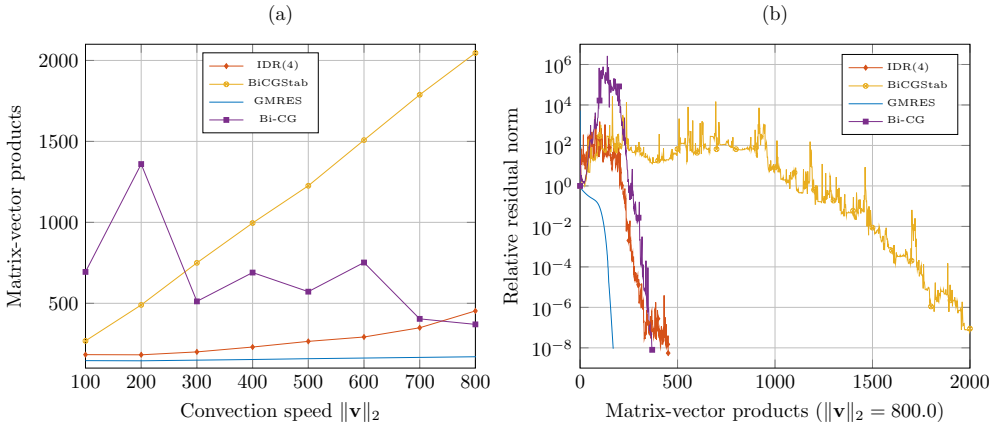 (a)
2000
1500
1000
500
100 200 300 400 500 600 700 800
Matrix-vector products
Convection speed ‖v‖₂
IDR(4)
BiCGStab
GMRES
Bi-CG
(b)
10⁶
10⁴
10²
10⁰
10⁻²
10⁻⁴
10⁻⁶
10⁻⁸
0 500 1000 1500 2000
Relative residual norm
Matrix-vector products (‖v‖₂ = 800.0)
IDR(4)
BiCGStab
GMRES
Bi-CG